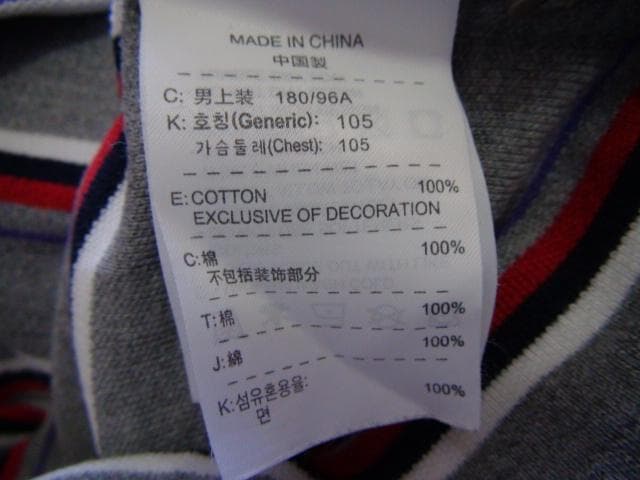 MADE IN CHINA
中国製
C: 男上装 180/96A
K: 호칭(Generic): 105
가슴둘레(Chest): 105
E: COTTON 100%
EXCLUSIVE OF DECORATION
C: 棉 100%
不包括装饰部分
T: 棉 100%
J: 綿 100%
K: 섬유혼용율: 100%
면